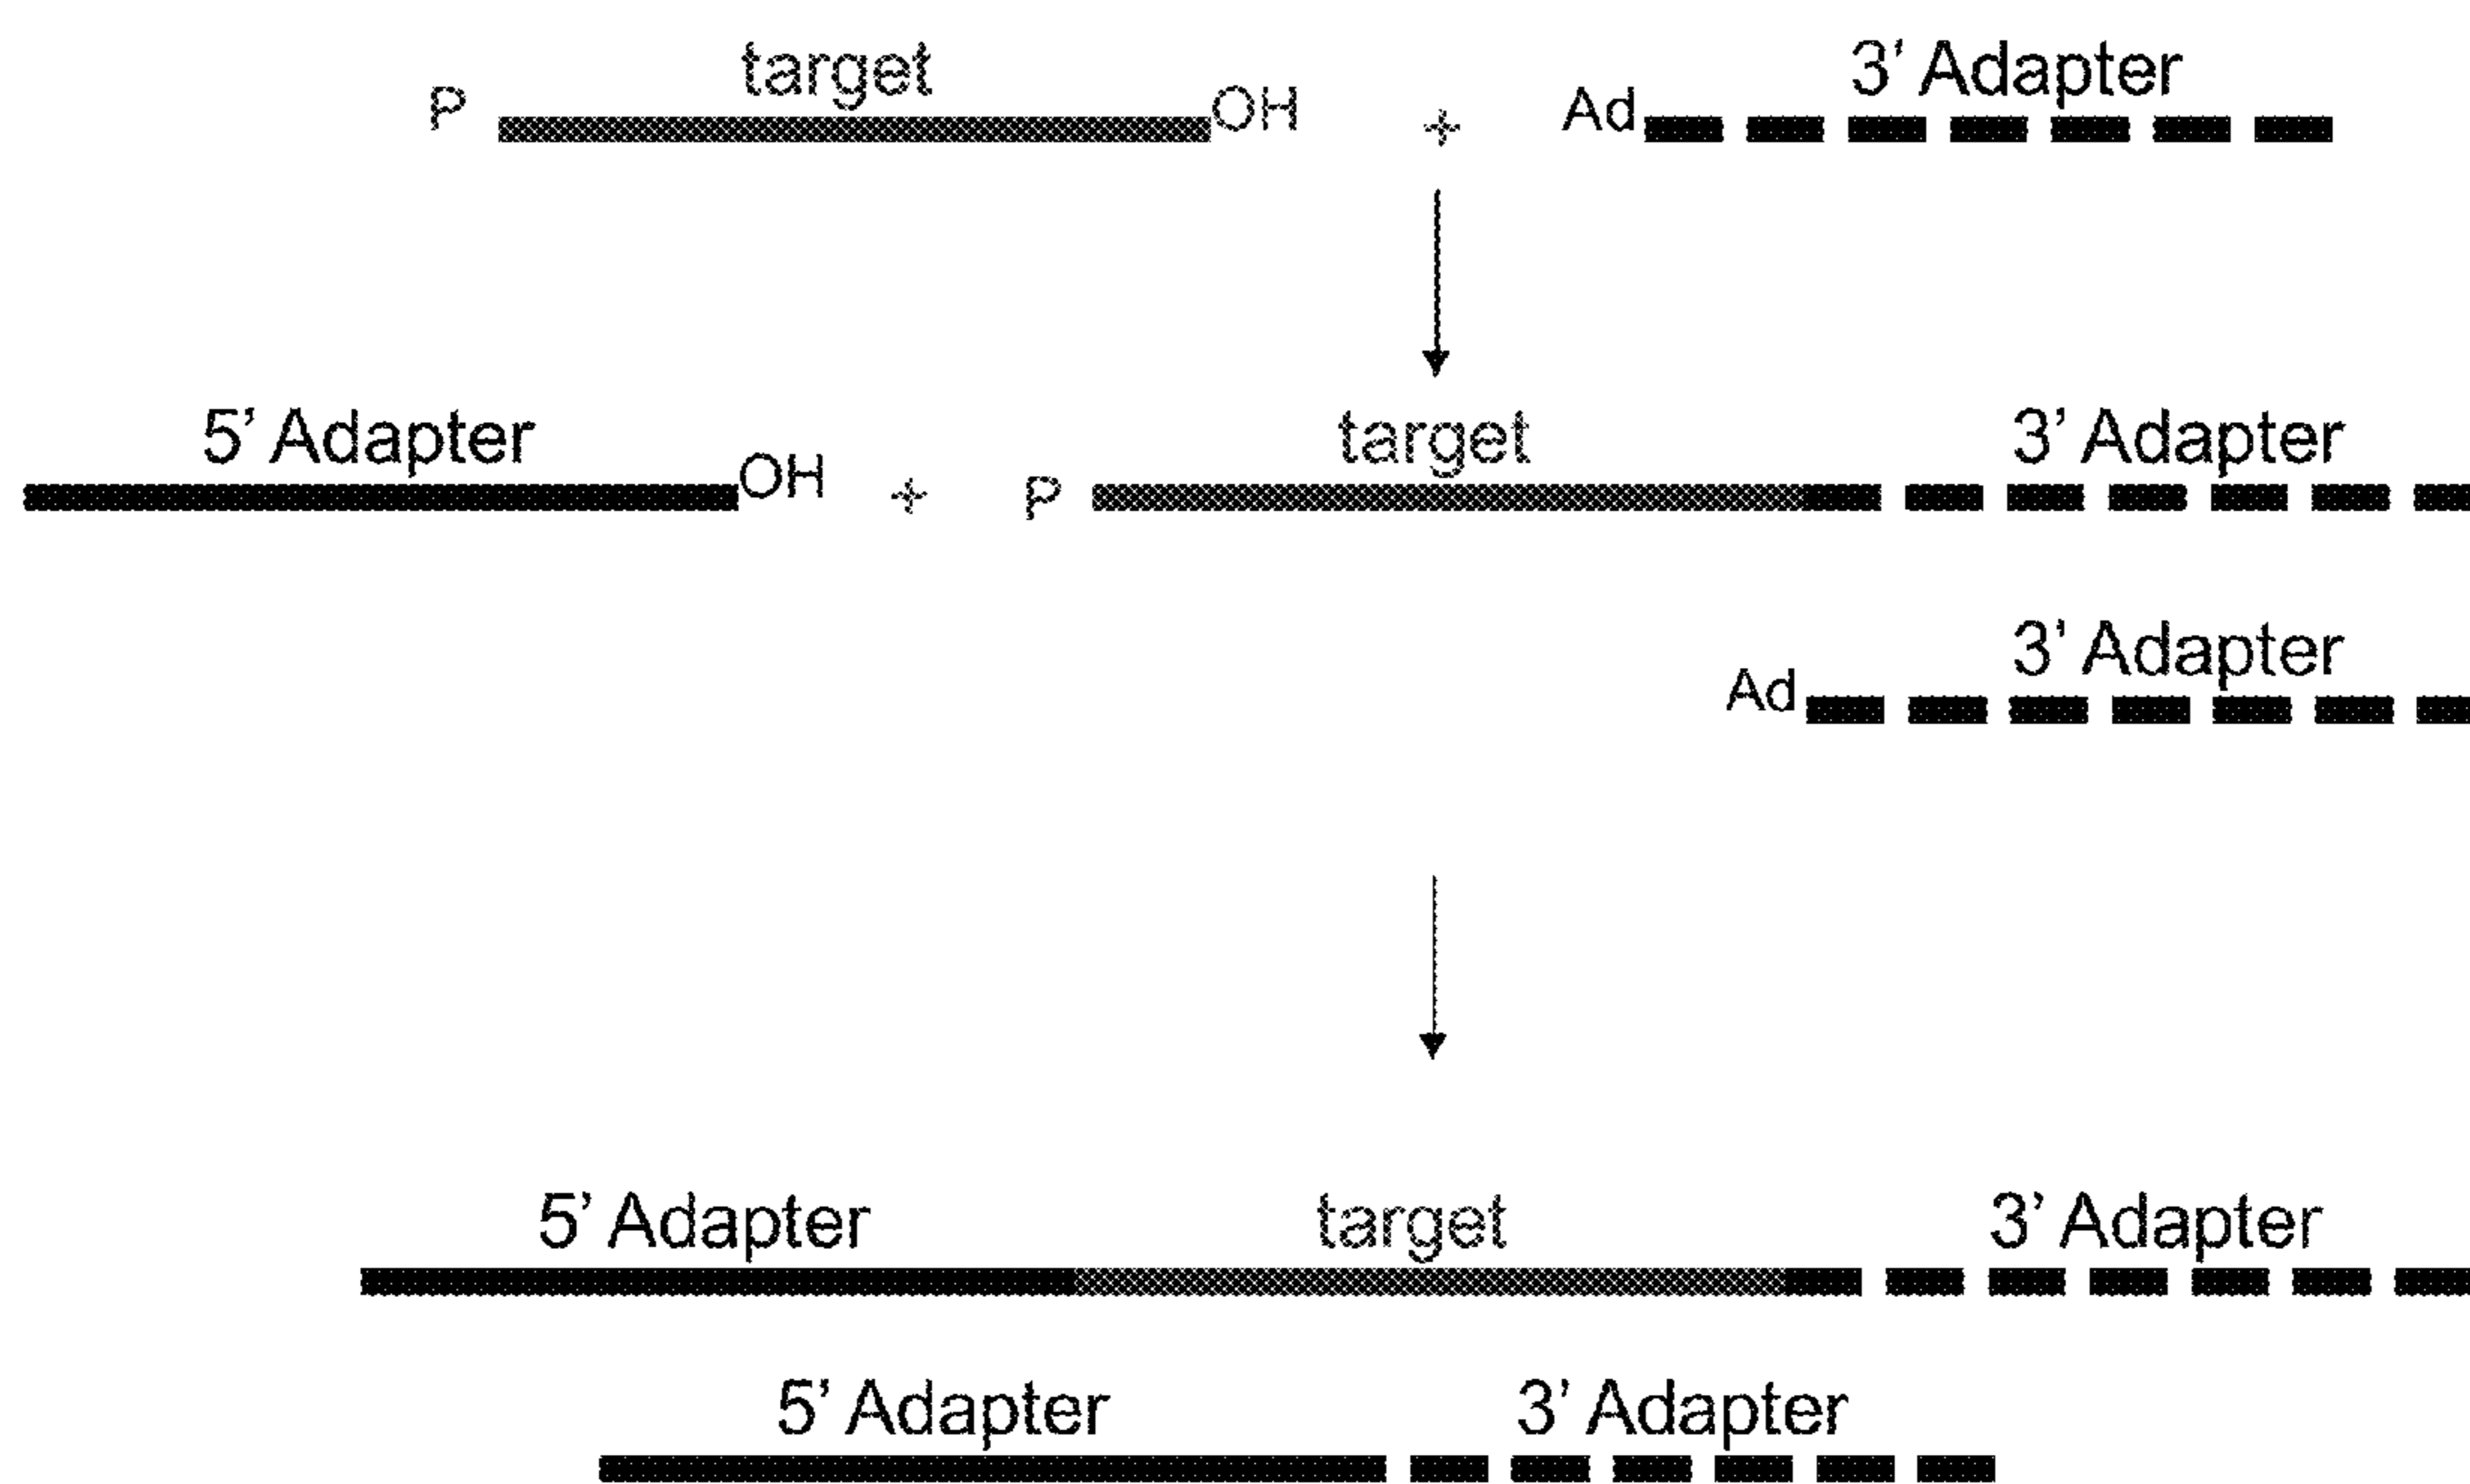 target 3' Adapter
P OH + Ad
5' Adapter target 3' Adapter
OH + P
3' Adapter
Ad
5' Adapter target 3' Adapter
5' Adapter 3' Adapter